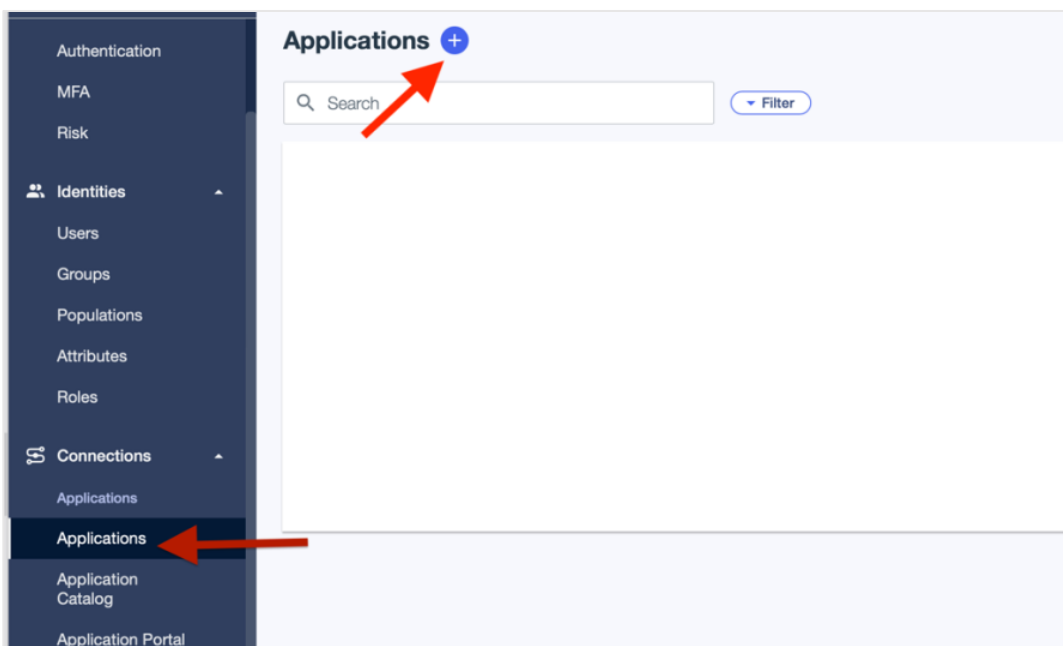 Authentication
MFA
Risk
Identities
Users
Groups
Populations
Attributes
Roles
Connections
Applications
Applications
Application
Catalog
Application Portal
Applications
Search
Filter